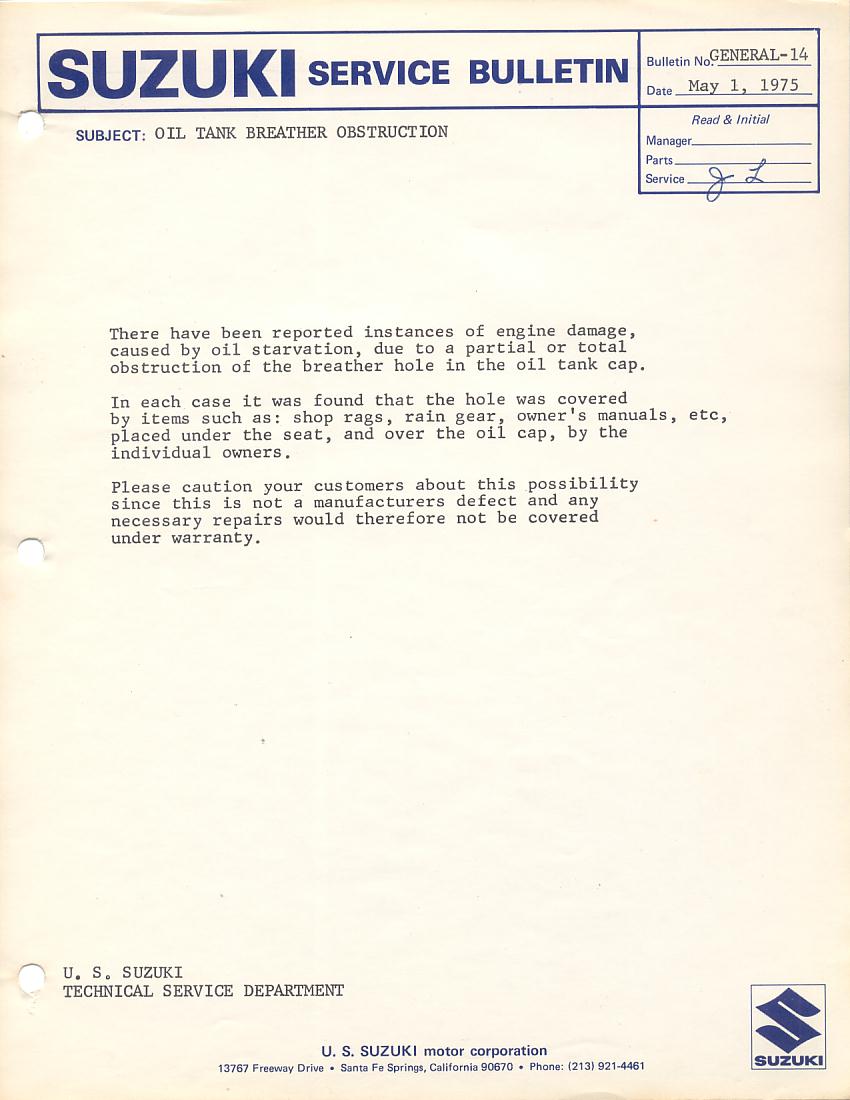 SUZUKI SERVICE BULLETIN
Bulletin No. GENERAL-14
Date May 1, 1975
SUBJECT: OIL TANK BREATHER OBSTRUCTION
Read & Initial
Manager
Parts
Service J L
There have been reported instances of engine damage,
caused by oil starvation, due to a partial or total
obstruction of the breather hole in the oil tank cap.
In each case it was found that the hole was covered
by items such as: shop rags, rain gear, owner's manuals, etc,
placed under the seat, and over the oil cap, by the
individual owners.
Please caution your customers about this possibility
since this is not a manufacturers defect and any
necessary repairs would therefore not be covered
under warranty.
U. S. SUZUKI
TECHNICAL SERVICE DEPARTMENT
SUZUKI
U. S. SUZUKI motor corporation
13767 Freeway Drive • Santa Fe Springs, California 90670 • Phone: (213) 921-4461